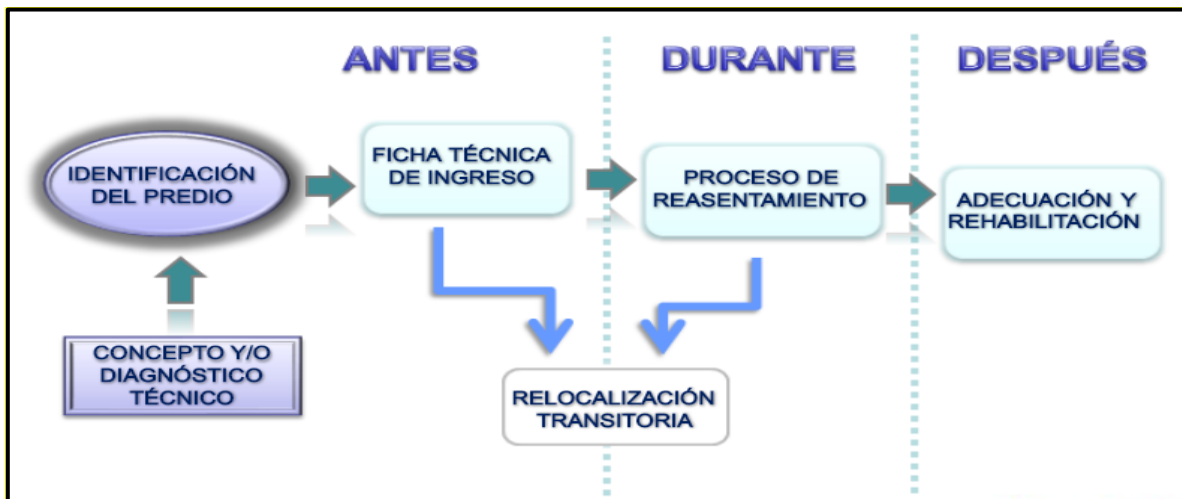 ANTES
DURANTE
DESPUÉS
IDENTIFICACIÓN
DEL PREDIO
FICHA TÉCNICA
DE INGRESO
PROCESO DE
REASENTAMIENTO
ADECUACIÓN Y
REHABILITACIÓN
CONCEPTO Y/O
DIAGNÓSTICO
TÉCNICO
RELOCALIZACIÓN
TRANSITORIA